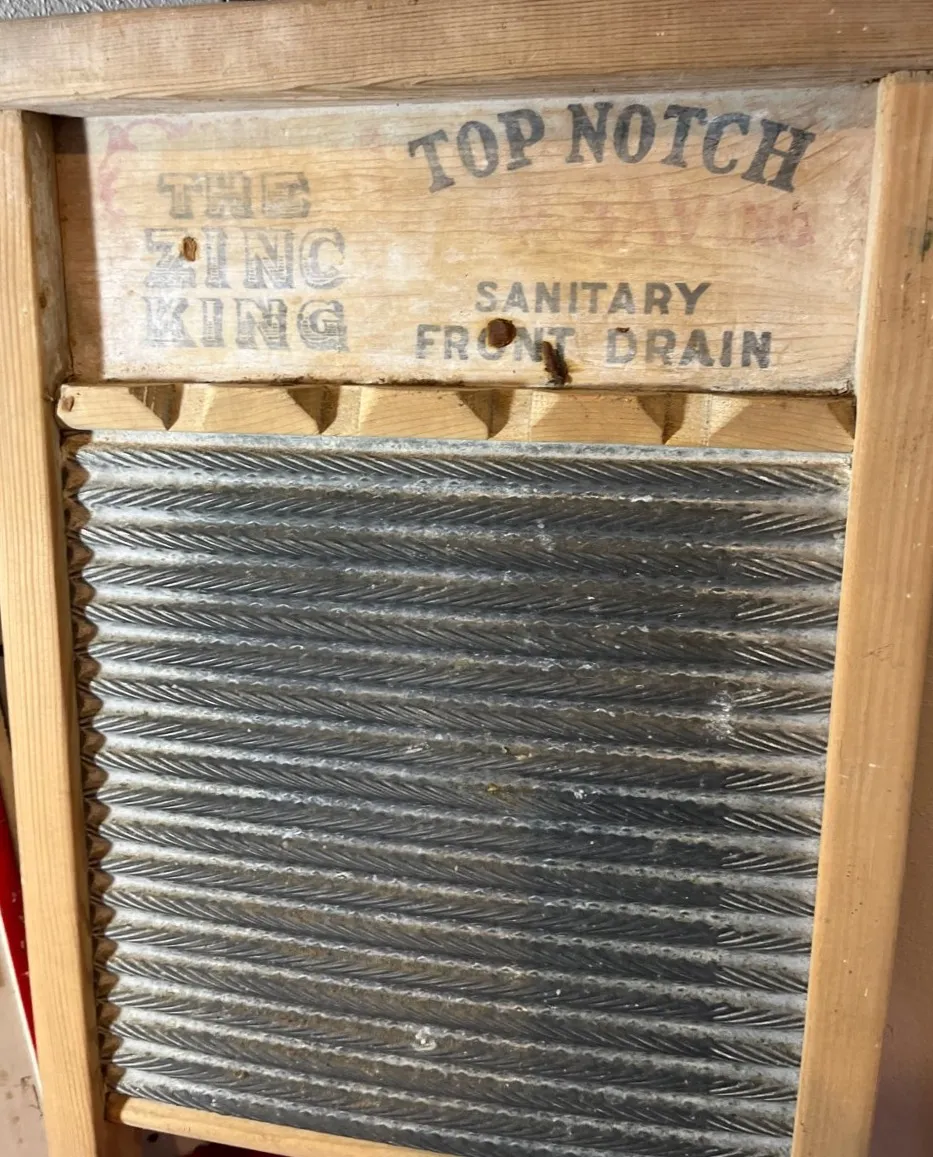 THE
ZINC
KING
TOP NOTCH
SANITARY
FRONT DRAIN